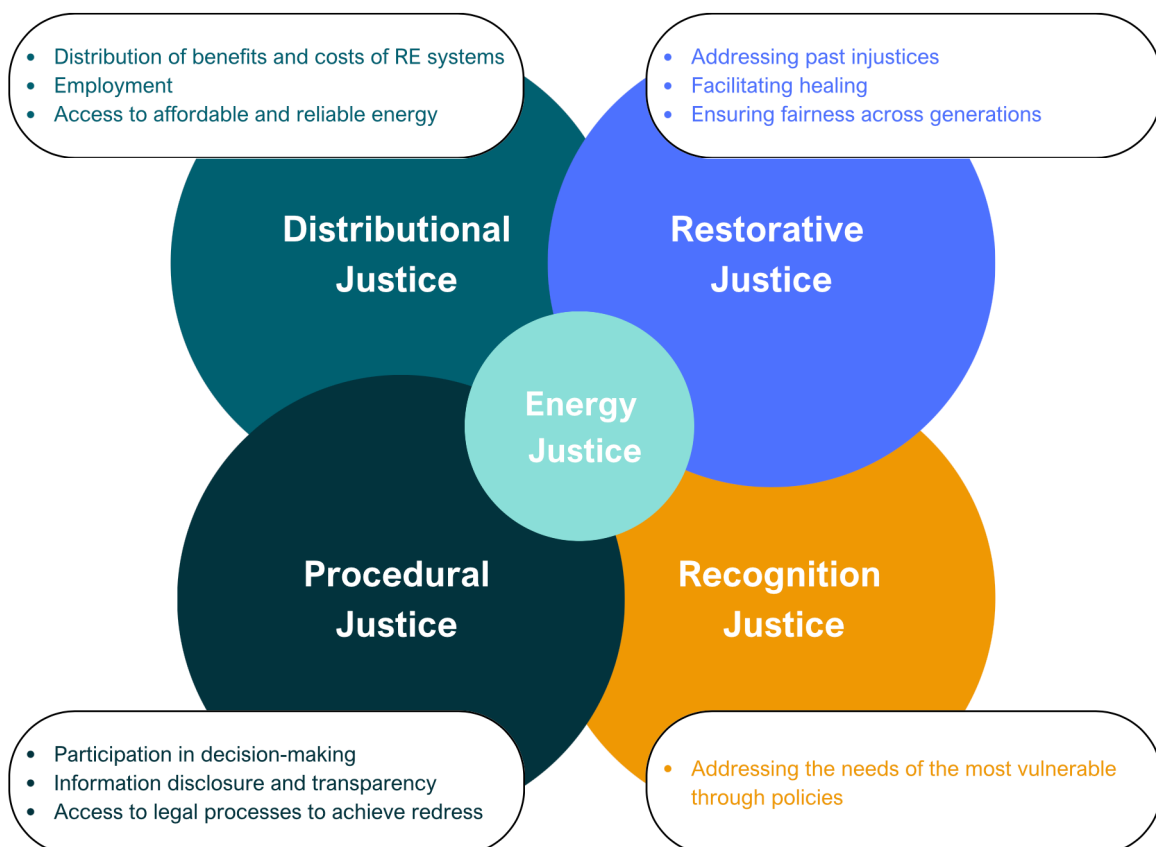 • Distribution of benefits and costs of RE systems
• Employment
• Access to affordable and reliable energy
• Addressing past injustices
• Facilitating healing
• Ensuring fairness across generations
Distributional
Justice
Restorative
Justice
Energy
Justice
Procedural
Justice
Recognition
Justice
• Participation in decision-making
• Information disclosure and transparency
• Access to legal processes to achieve redress
• Addressing the needs of the most vulnerable
through policies